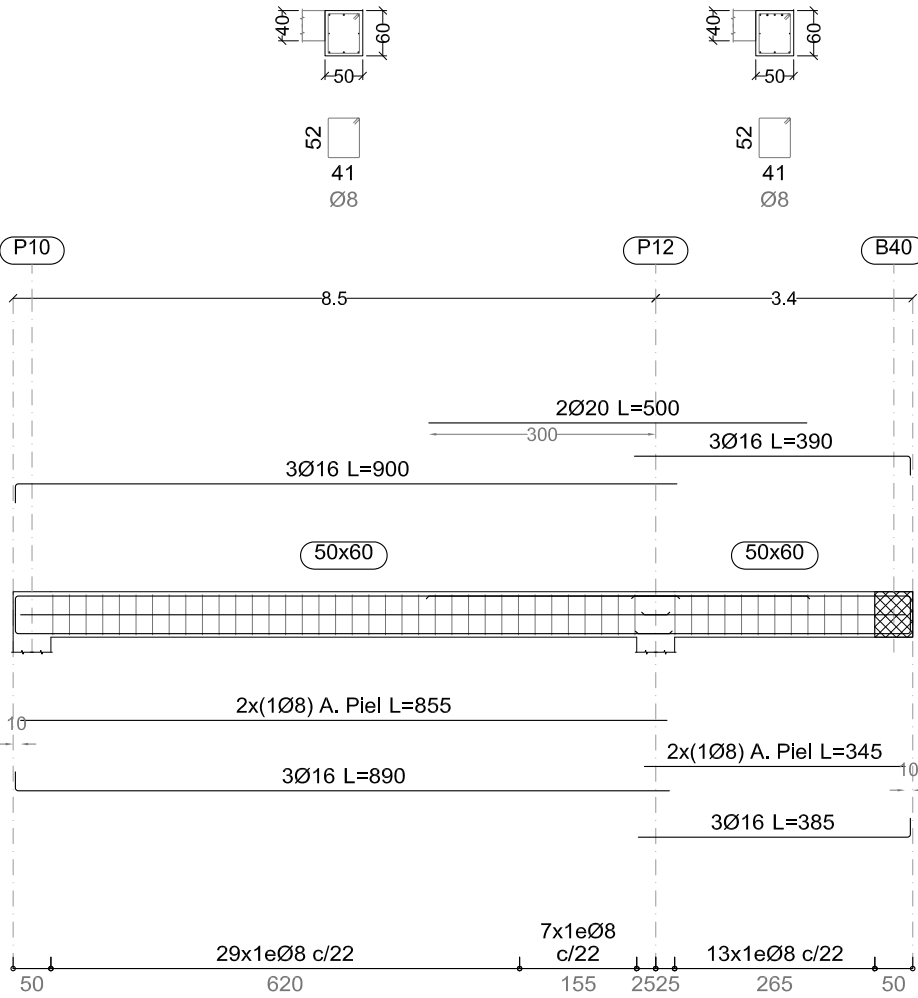 40 60 40 60
50 50
52 52
41 41
Ø8 Ø8
P10 P12 B40
8.5 3.4
2Ø20 L=500
300
3Ø16 L=390
3Ø16 L=900
50x60 50x60
2x(1Ø8) A. Piel L=855
10
2x(1Ø8) A. Piel L=345
10
3Ø16 L=890
3Ø16 L=385
7x1eØ8
29x1eØ8 c/22 c/22 13x1eØ8 c/22
50 620 155 25 25 265 50